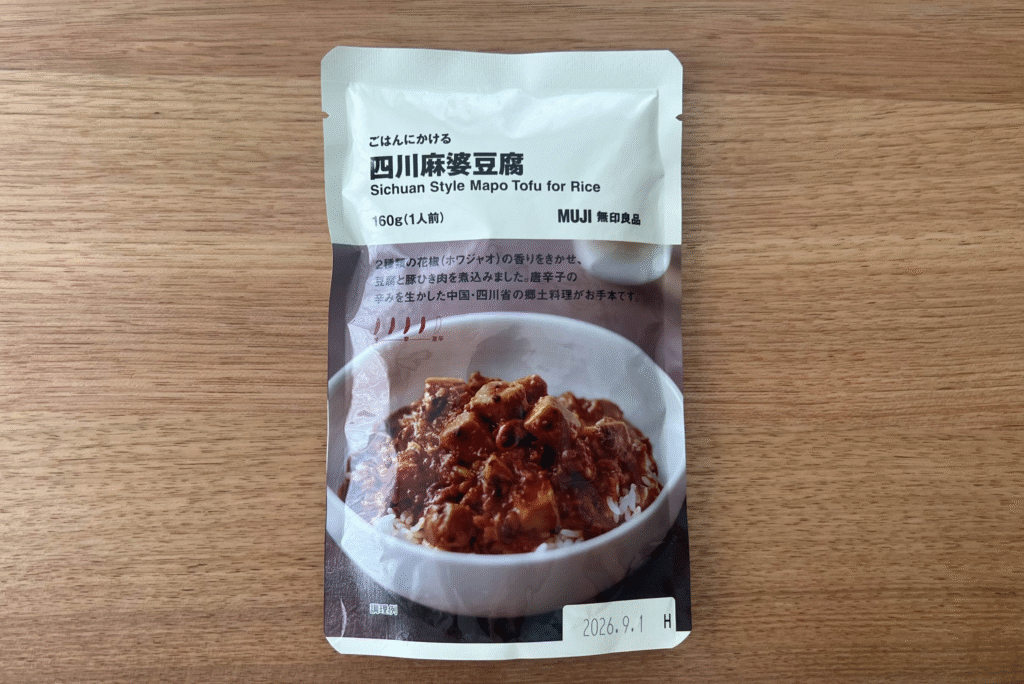 ごはんにかける
四川麻婆豆腐
Sichuan Style Mapo Tofu for Rice
160g(1人前)
MUJI 無印良品
2種類の花椒(ホワジャオ)の香りをきかせ、
豆腐と豚ひき肉を煮込みました。唐辛子の
辛みを生かした中国・四川省の郷土料理がお手本です。
調理例
2026.9.1 H